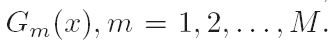 G_m(x), m = 1, 2, . . . , M.